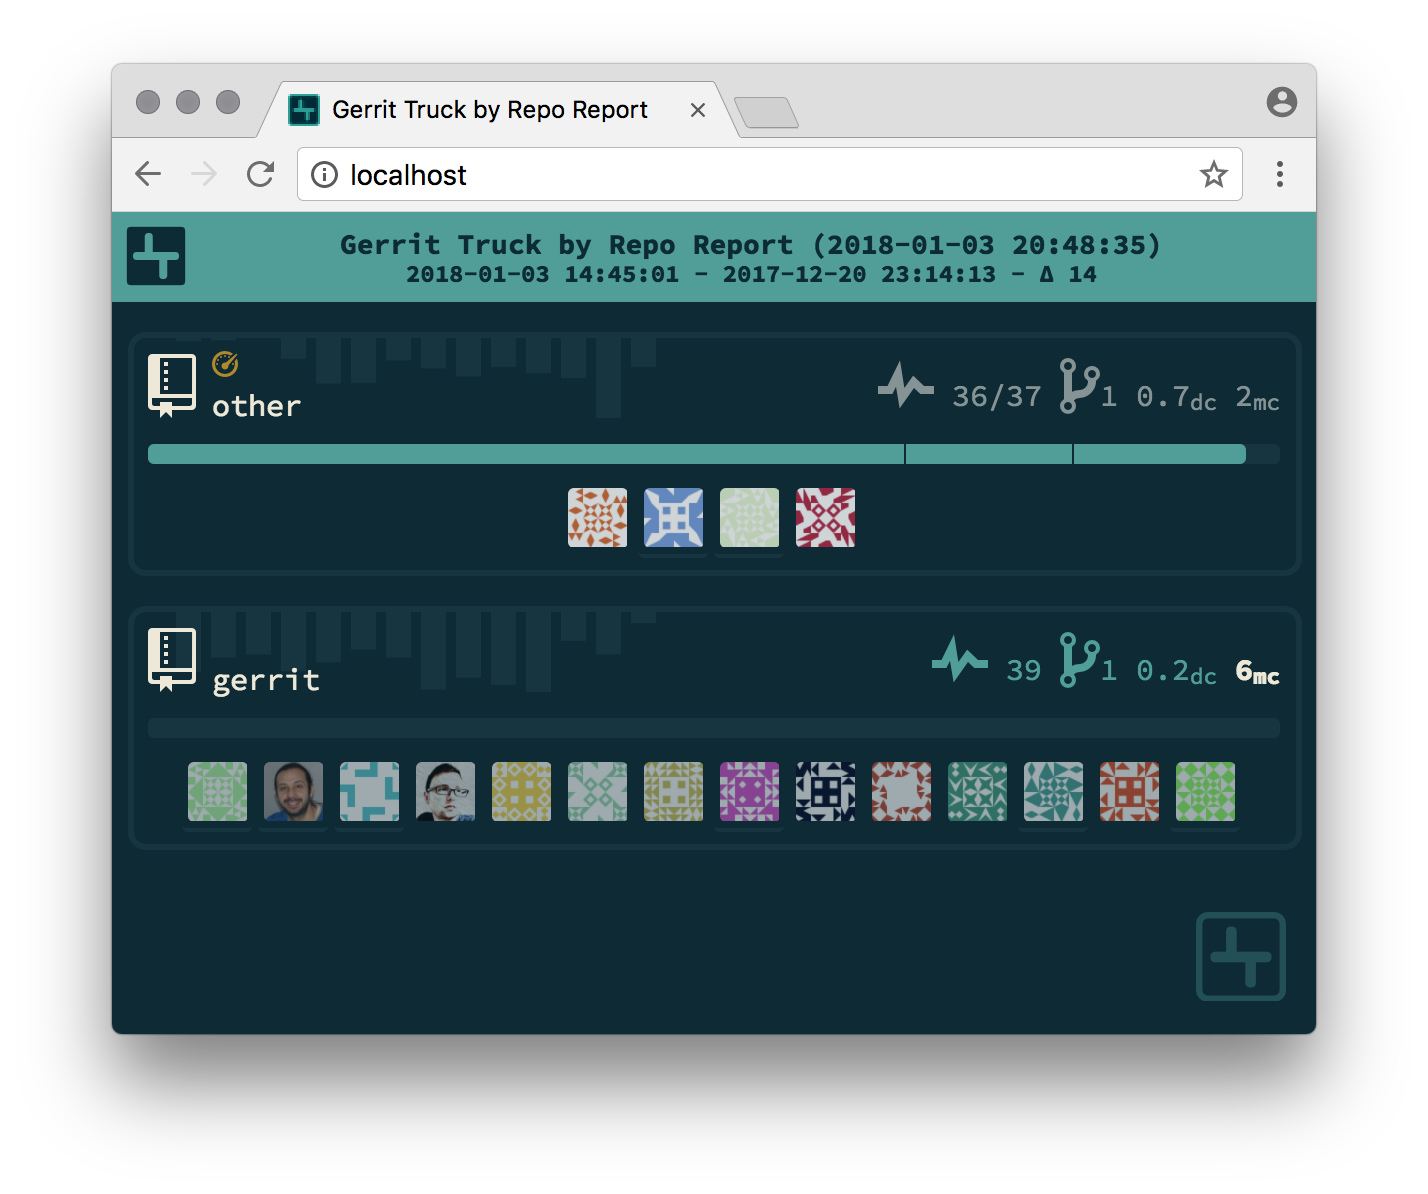 Gerrit Truck by Repo Report
localhost
Gerrit Truck by Repo Report (2018-01-03 20:48:35)
2018-01-03 14:45:01 - 2017-12-20 23:14:13 - Δ 14
other
36/37 1 0.7dc 2mc
gerrit
39 1 0.2dc 6mc